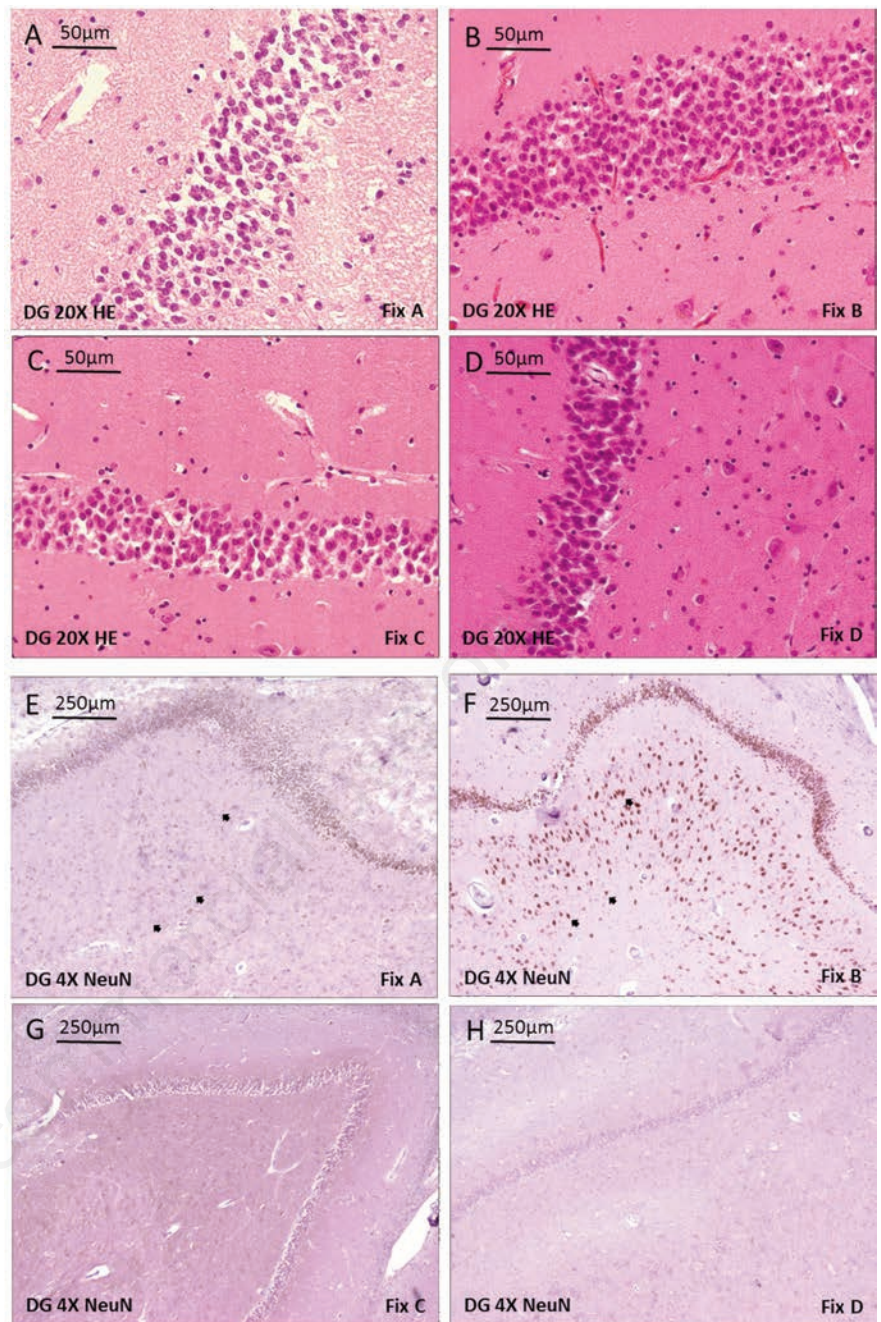 A 50µm
DG 20X HE Fix A
B 50µm
DG 20X HE Fix B
C 50µm
DG 20X HE Fix C
D 50µm
DG 20X HE Fix D
E 250µm
DG 4X NeuN Fix A
F 250µm
DG 4X NeuN Fix B
G 250µm
DG 4X NeuN Fix C
H 250µm
DG 4X NeuN Fix D